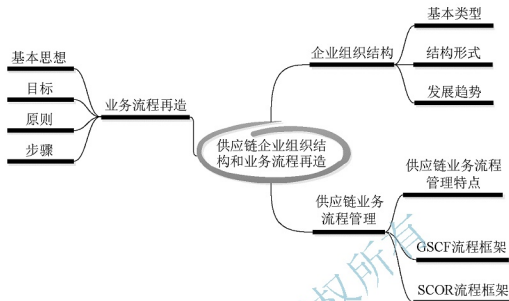 基本类型
企业组织结构
结构形式
发展趋势
基本思想
目标
业务流程再造
原则
步骤
供应链企业组织结
构和业务流程再造
供应链业务
流程管理
供应链业务流程
管理特点
GSCF流程框架
SCOR流程框架
权所有